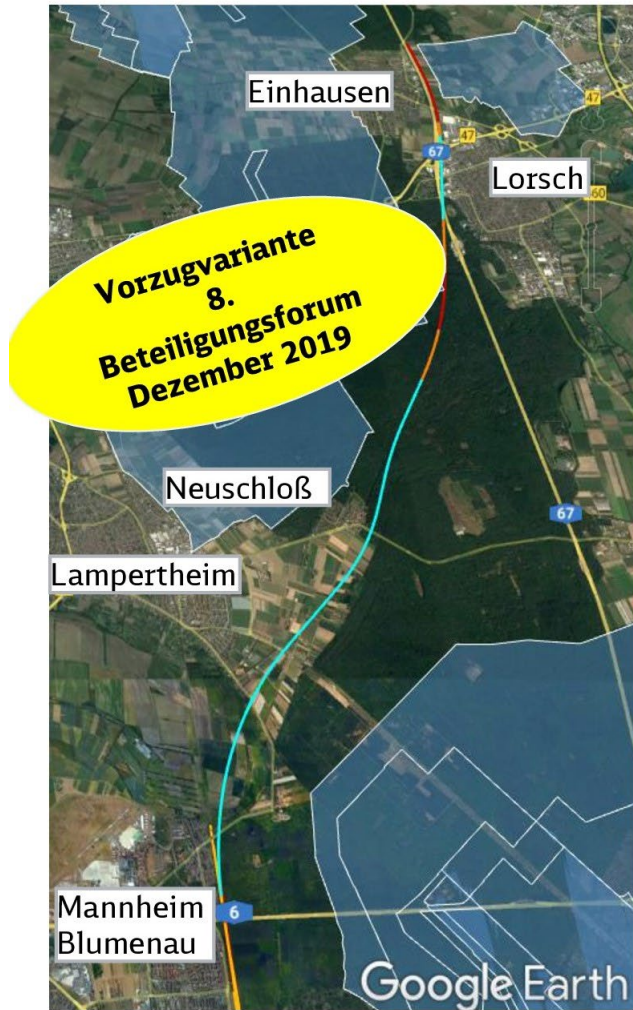 Einhausen
47
47
67
Lorsch
60
Vorzugvariante
8.
Beteiligungsforum
Dezember 2019
Neuschloß
67
Lampertheim
Mannheim
Blumenau
6
Google Earth